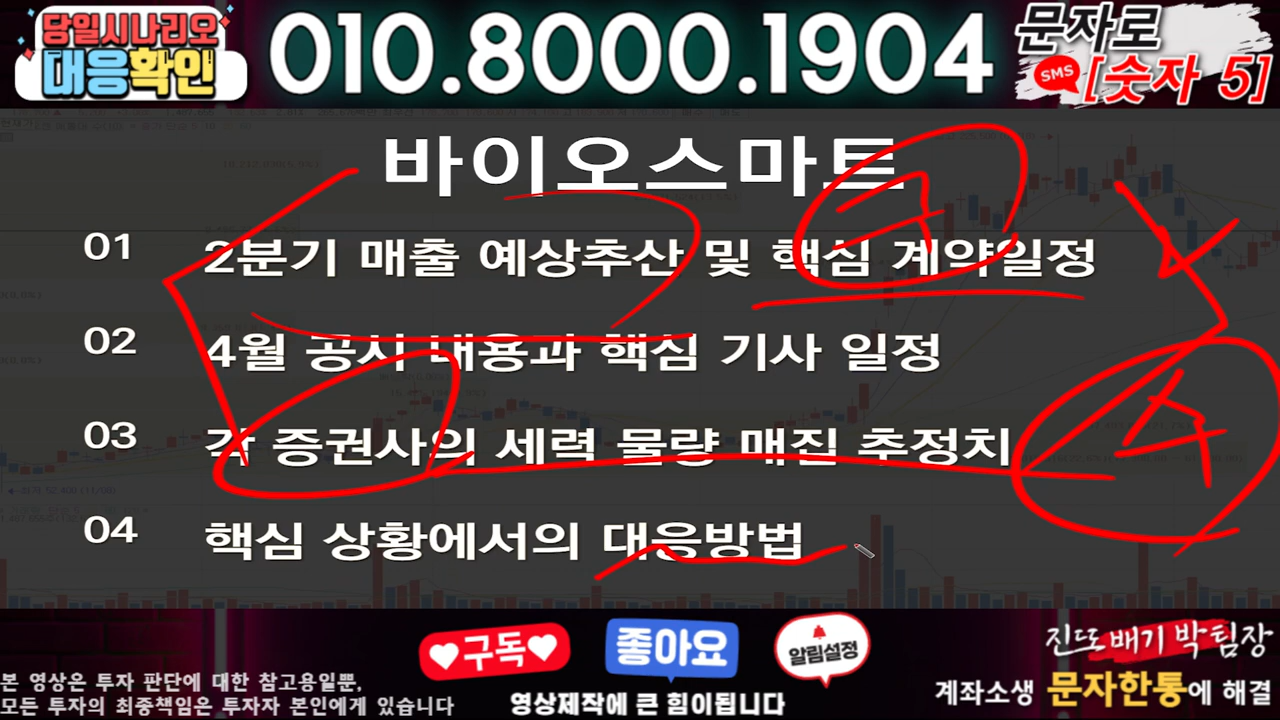 당일시나리오
대응확인
010.8000.1904
문자로
SMS
[숫자 5]
바이오스마트
01 2분기 매출 예상추산 및 핵심 계약일정
02 4월 공시 내용과 핵심 기사 일정
03 각 증권사의 세력 물량 매진 추정치
04 핵심 상황에서의 대응방법
구독
좋아요
알림설정
영상제작에 큰 힘이됩니다
본 영상은 투자 판단에 대한 참고용일뿐,
모든 투자의 최종책임은 투자자 본인에게 있습니다
진또배기 박팀장
계좌소생 문자한통에 해결